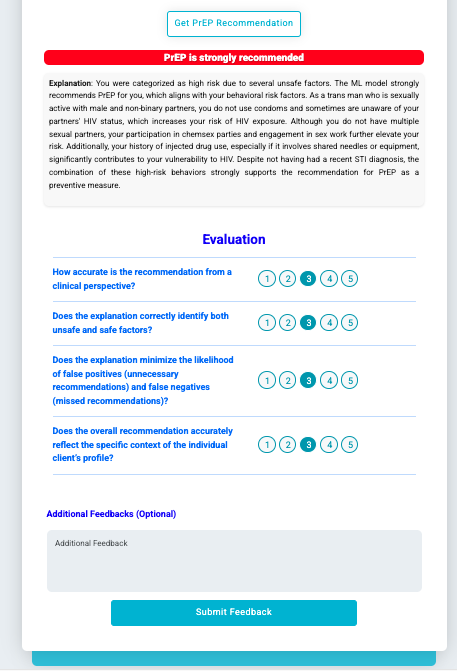 Get PrEP Recommendation
PrEP is strongly recommended
Explanation: You were categorized as high risk due to several unsafe factors. The ML model strongly
recommends PrEP for you, which aligns with your behavioral risk factors. As a trans man who is sexually
active with male and non-binary partners, you do not use condoms and sometimes are unaware of your
partners' HIV status, which increases your risk of HIV exposure. Although you do not have multiple
sexual partners, your participation in chemsex parties and engagement in sex work further elevate your
risk. Additionally, your history of injected drug use, especially if it involves shared needles or equipment,
significantly contributes to your vulnerability to HIV. Despite not having had a recent STI diagnosis, the
combination of these high-risk behaviors strongly supports the recommendation for PrEP as a
preventive measure.
Evaluation
How accurate is the recommendation from a
clinical perspective?
1 2 3 4 5
Does the explanation correctly identify both
unsafe and safe factors?
1 2 3 4 5
Does the explanation minimize the likelihood
of false positives (unnecessary
recommendations) and false negatives
(missed recommendations)?
1 2 3 4 5
Does the overall recommendation accurately
reflect the specific context of the individual
client's profile?
1 2 3 4 5
Additional Feedbacks (Optional)
Additional Feedback
Submit Feedback